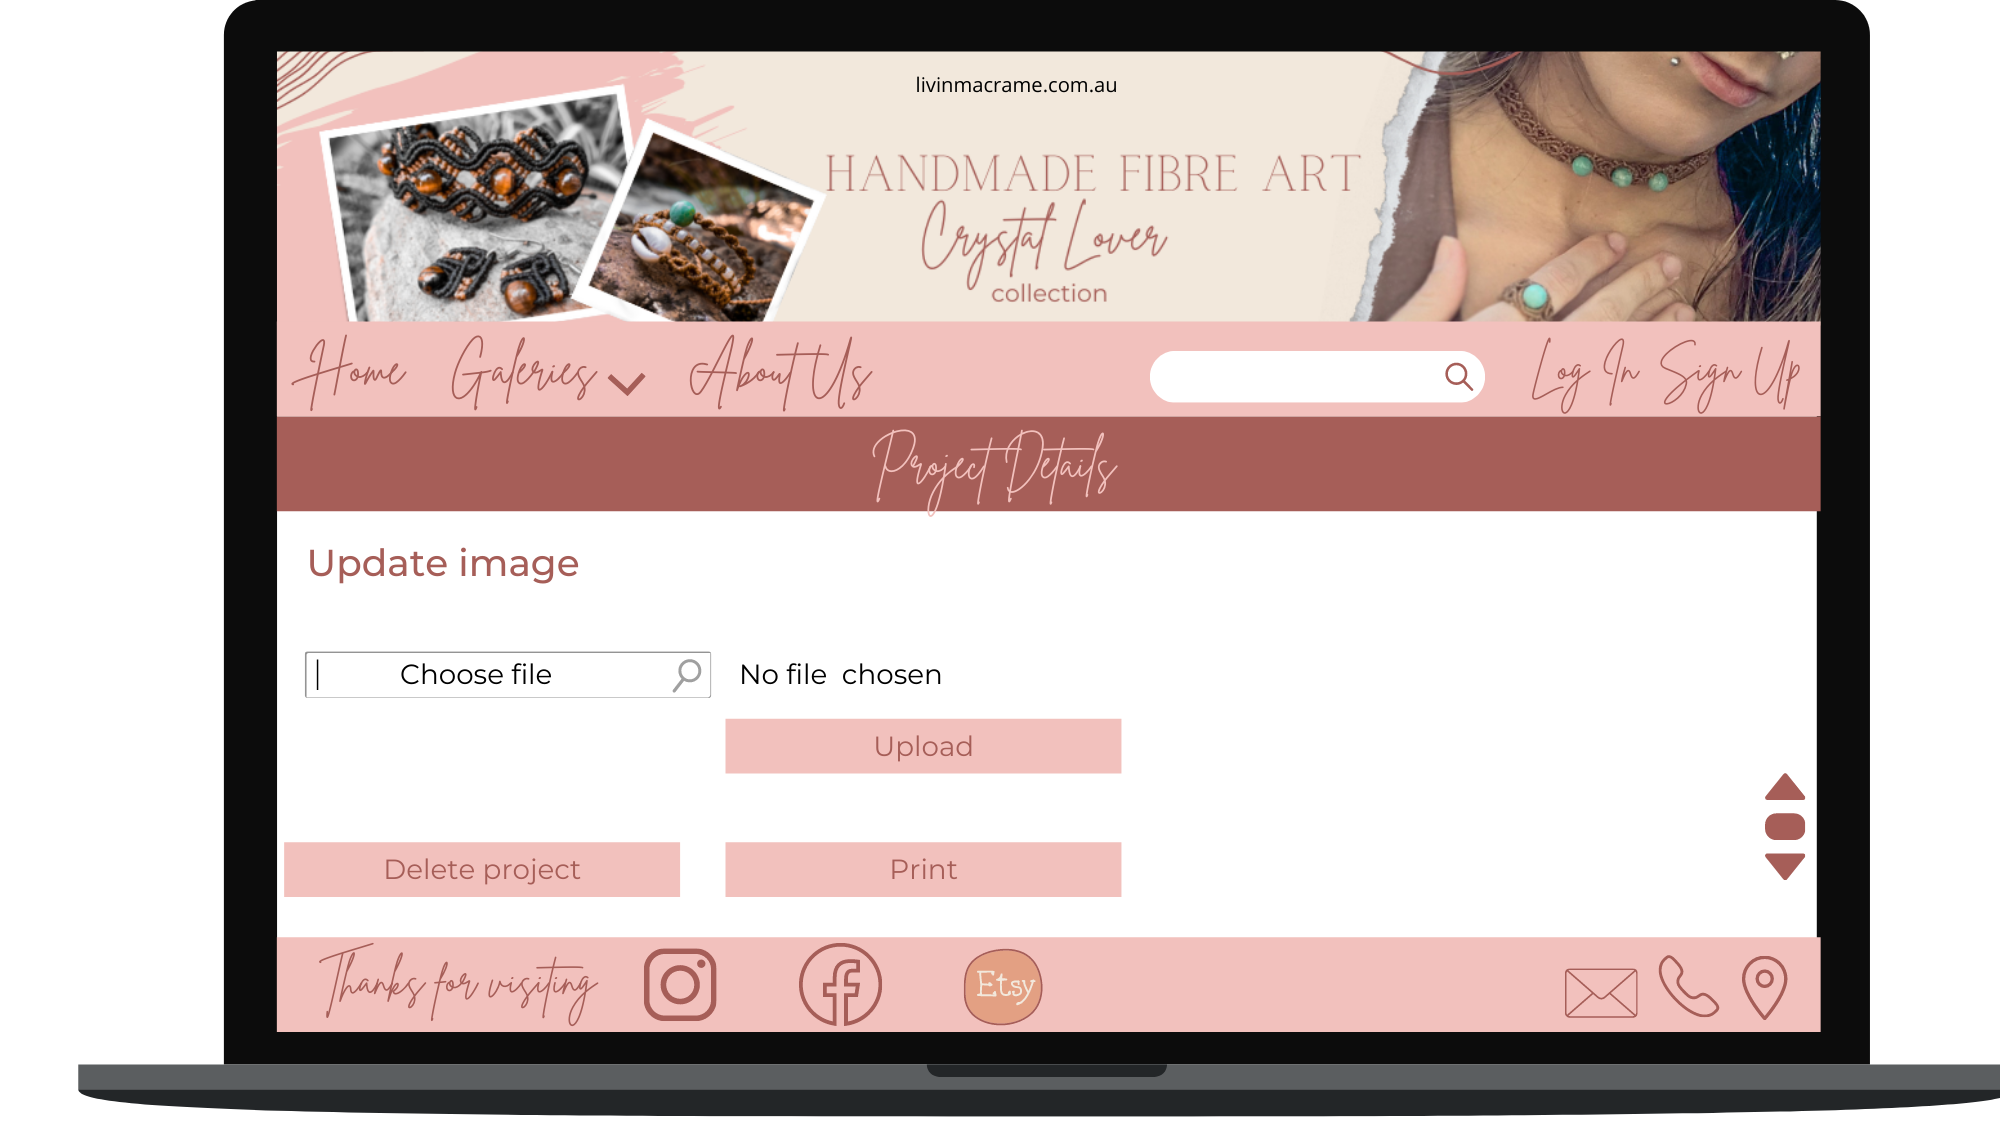 livinmacrame.com.au
HANDMADE FIBRE ART
Crystal Lover
collection
Home Galeries About Us Log In Sign Up
Project Details
Update image
Choose file No file chosen
Upload
Delete project Print
Thanks for visiting Etsy